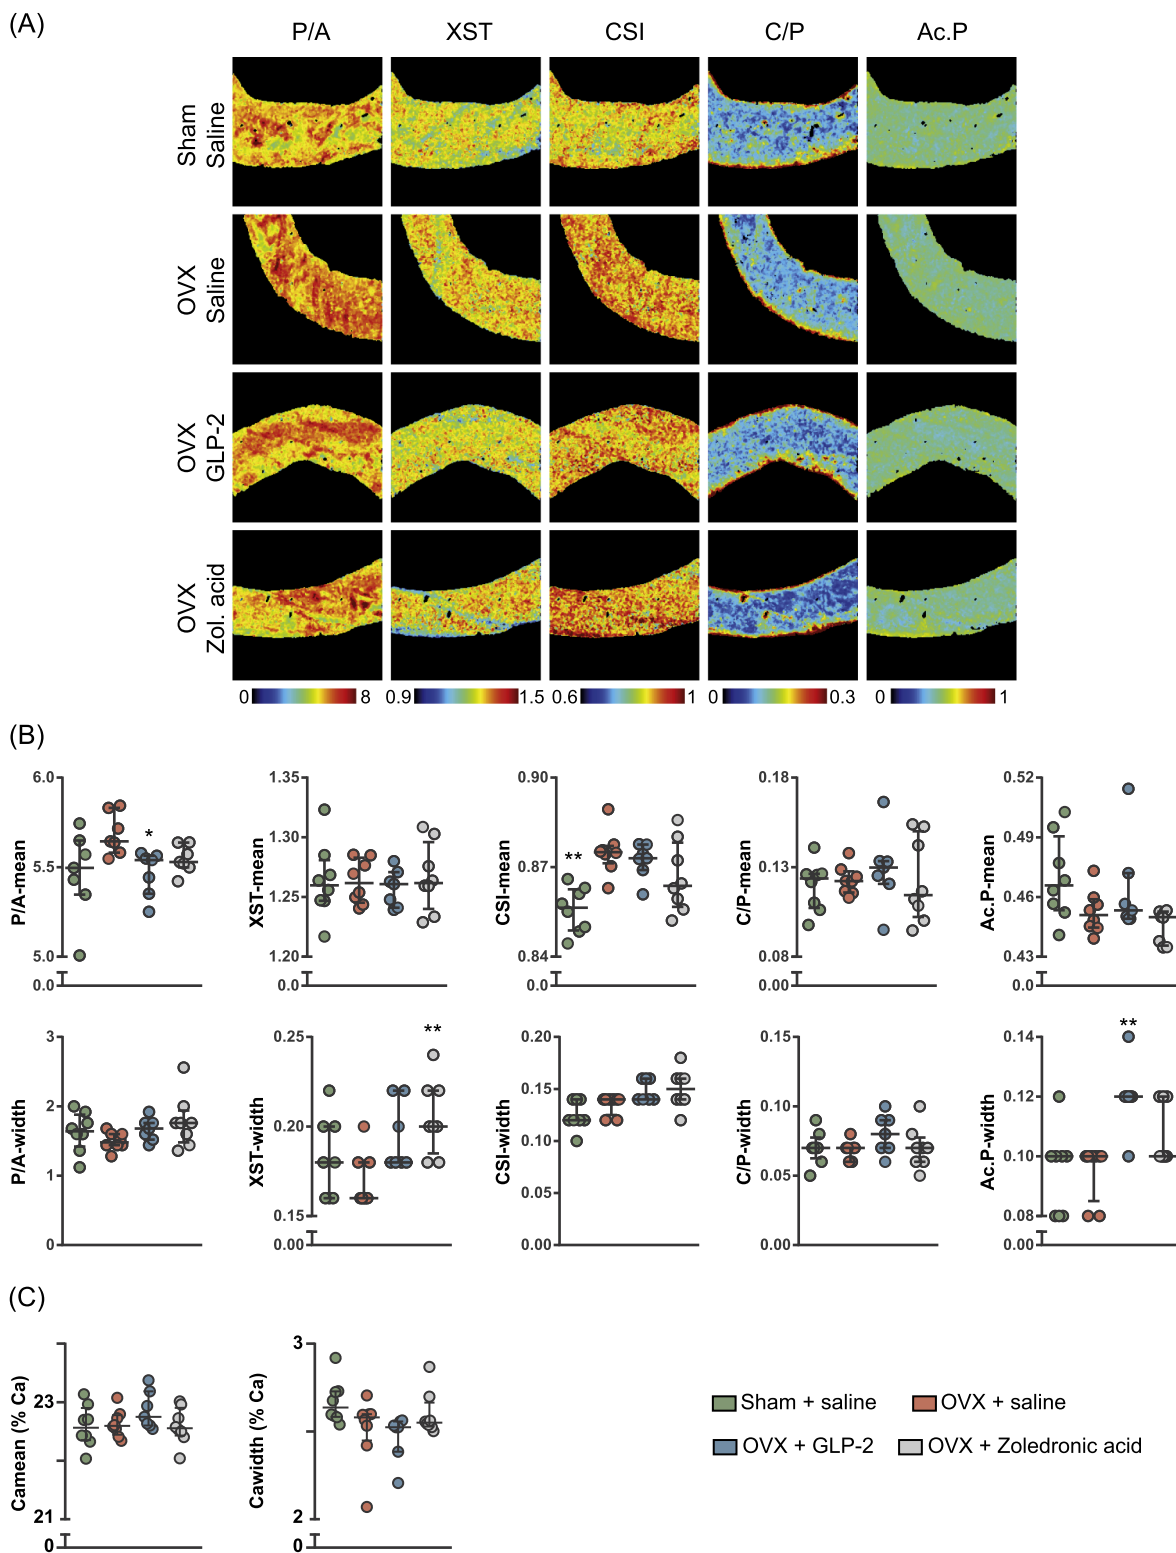 (A)
P/A XST CSI C/P Ac.P
Sham
Saline
OVX
Saline
OVX
GLP-2
OVX
Zol. acid
0 8 0.9 1.5 0.6 1 0 0.3 0 1
(B)
P/A-mean
6.0
5.5
5.0
0.0
*
XST-mean
1.35
1.30
1.25
1.20
0.0
CSI-mean
0.90
0.87
0.84
0.0
**
C/P-mean
0.18
0.13
0.08
0.00
Ac.P-mean
0.52
0.49
0.46
0.43
0.00
P/A-width
3
2
1
0
XST-width
0.25
0.20
0.15
0.00
**
CSI-width
0.20
0.15
0.10
0.05
0.00
C/P-width
0.15
0.10
0.05
0.00
Ac.P-width
0.14
0.12
0.10
0.08
0.00
**
(C)
Camean (% Ca)
23
21
0
Cawidth (% Ca)
3
2
0
Sham + saline
OVX + saline
OVX + GLP-2
OVX + Zoledronic acid